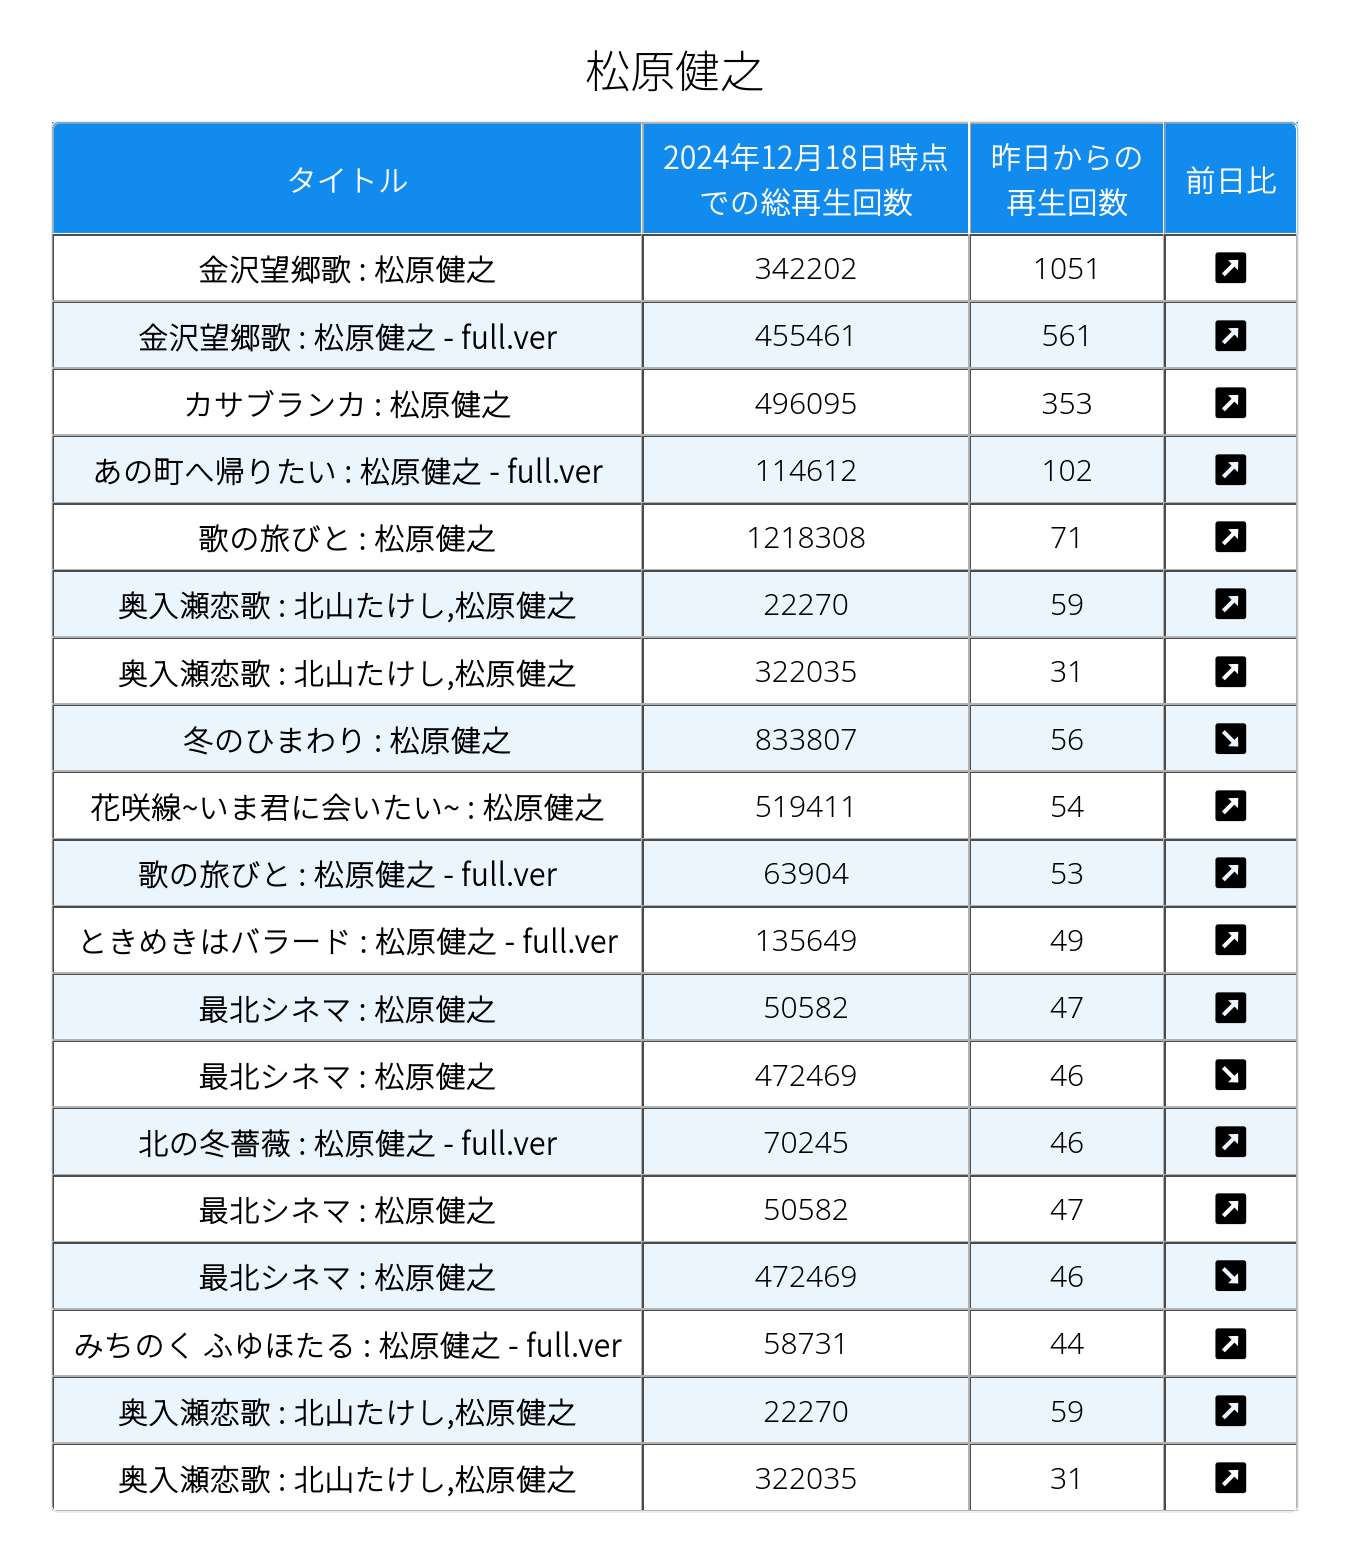 松原健之
タイトル 2024年12月18日時点での総再生回数 昨日からの再生回数 前日比
金沢望郷歌 : 松原健之 342202 1051
金沢望郷歌 : 松原健之 - full.ver 455461 561
カサブランカ : 松原健之 496095 353
あの町へ帰りたい : 松原健之 - full.ver 114612 102
歌の旅びと : 松原健之 1218308 71
奥入瀬恋歌 : 北山たけし,松原健之 22270 59
奥入瀬恋歌 : 北山たけし,松原健之 322035 31
冬のひまわり : 松原健之 833807 56
花咲線~いま君に会いたい~ : 松原健之 519411 54
歌の旅びと : 松原健之 - full.ver 63904 53
ときめきはバラード : 松原健之 - full.ver 135649 49
最北シネマ : 松原健之 50582 47
最北シネマ : 松原健之 472469 46
北の冬薔薇 : 松原健之 - full.ver 70245 46
最北シネマ : 松原健之 50582 47
最北シネマ : 松原健之 472469 46
みちのく ふゆほたる : 松原健之 - full.ver 58731 44
奥入瀬恋歌 : 北山たけし,松原健之 22270 59
奥入瀬恋歌 : 北山たけし,松原健之 322035 31